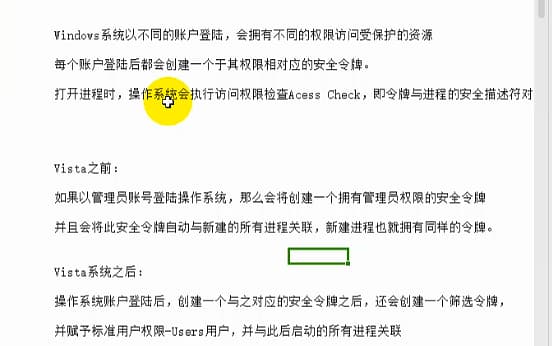 Windows系统以不同的账户登陆，会拥有不同的权限访问受保护的资源
每个账户登陆后都会创建一个于其权限相对应的安全令牌。
打开进程时，操作系统会执行访问权限检查Acess Check，即令牌与进程的安全描述符对
Vista之前：
如果以管理员账号登陆操作系统，那么会将创建一个拥有管理员权限的安全令牌
并且会将此安全令牌自动与新建的所有进程关联，新建进程也就拥有同样的令牌。
Vista系统之后：
操作系统账户登陆后，创建一个与之对应的安全令牌之后，还会创建一个筛选令牌，
并赋予标准用户权限-Users用户，并与此后启动的所有进程关联